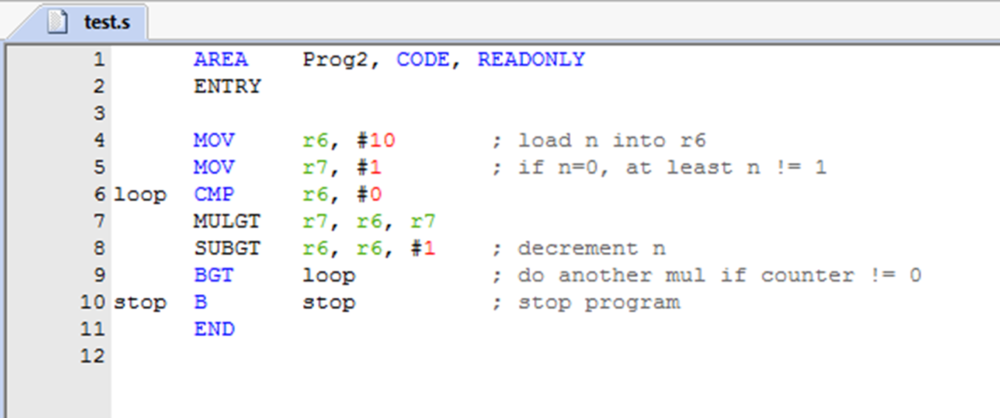 test.s
1 AREA Prog2, CODE, READONLY
2 ENTRY
3
4 MOV r6, #10 ; load n into r6
5 MOV r7, #1 ; if n=0, at least n != 1
6 loop CMP r6, #0
7 MULGT r7, r6, r7
8 SUBGT r6, r6, #1 ; decrement n
9 BGT loop ; do another mul if counter != 0
10 stop B stop ; stop program
11 END
12